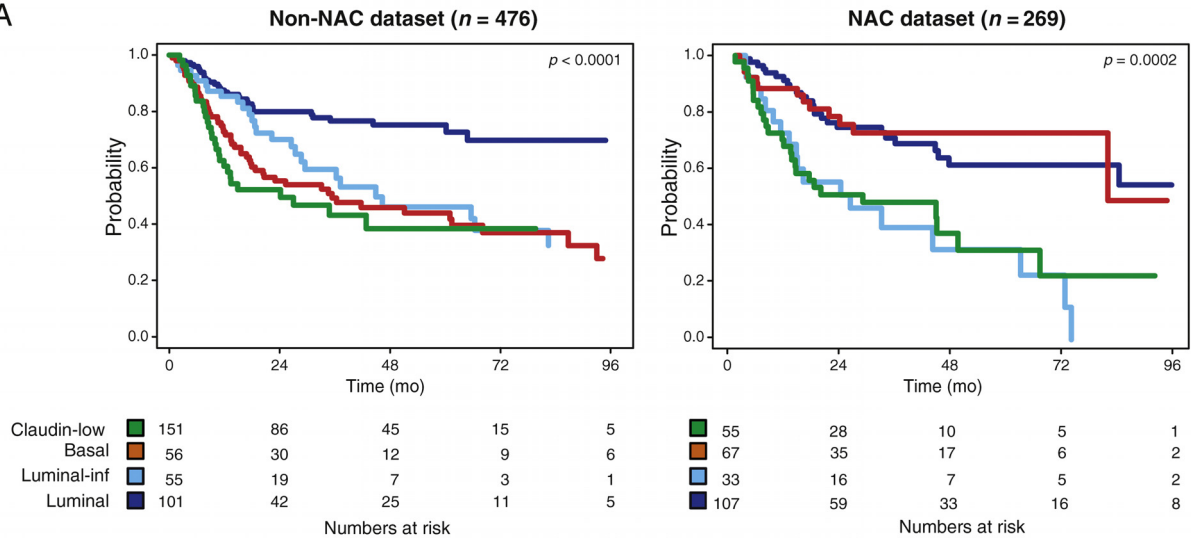 A
Non-NAC dataset (n = 476)
NAC dataset (n = 269)
p < 0.0001
p = 0.0002
Probability
1.0
0.8
0.6
0.4
0.2
0.0
0 24 48 72 96
Time (mo)
Probability
1.0
0.8
0.6
0.4
0.2
0.0
0 24 48 72 96
Time (mo)
Claudin-low 151 86 45 15 5
Basal 56 30 12 9 6
Luminal-inf 55 19 7 3 1
Luminal 101 42 25 11 5
Numbers at risk
55 28 10 5 1
67 35 17 6 2
33 16 7 5 2
107 59 33 16 8
Numbers at risk